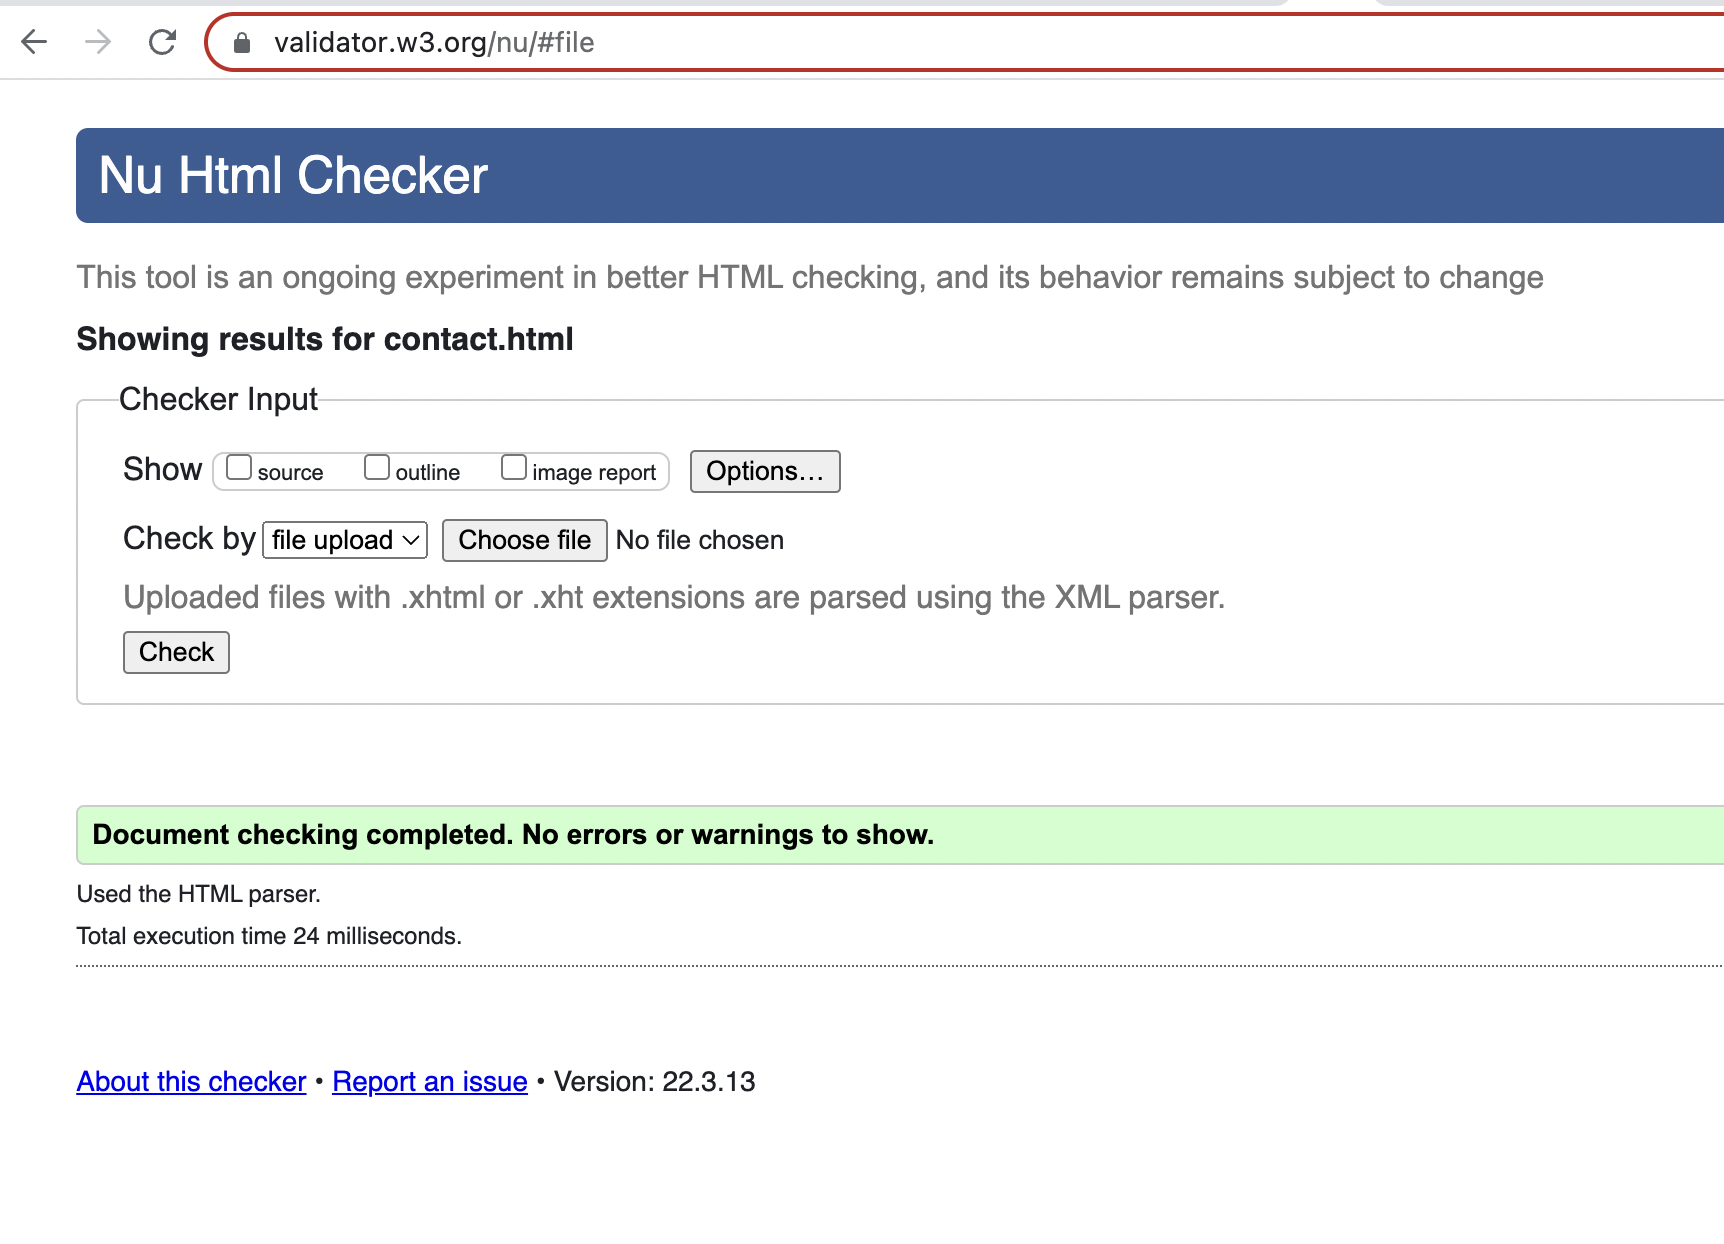 validator.w3.org/nu/#file
Nu Html Checker
This tool is an ongoing experiment in better HTML checking, and its behavior remains subject to change
Showing results for contact.html
Checker Input
Show source outline image report Options...
Check by file upload Choose file No file chosen
Uploaded files with .xhtml or .xht extensions are parsed using the XML parser.
Check
Document checking completed. No errors or warnings to show.
Used the HTML parser.
Total execution time 24 milliseconds.
About this checker • Report an issue • Version: 22.3.13